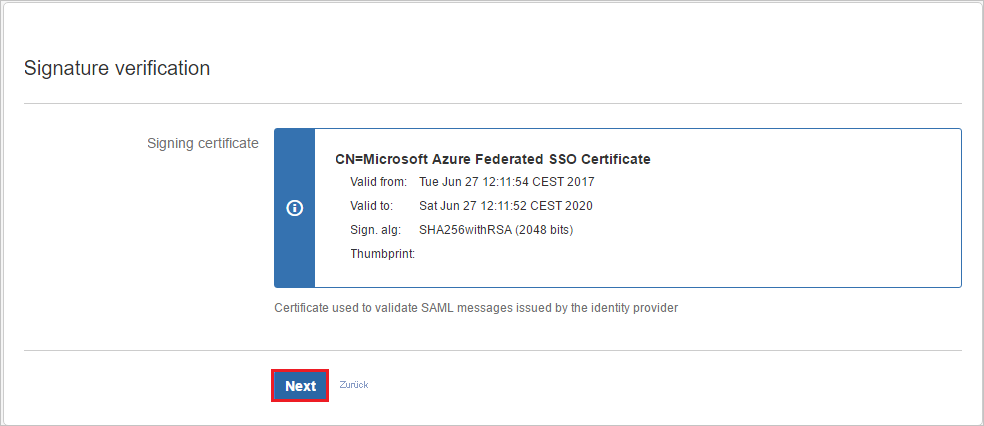 Signature verification
Signing certificate
CN=Microsoft Azure Federated SSO Certificate
Valid from: Tue Jun 27 12:11:54 CEST 2017
Valid to: Sat Jun 27 12:11:52 CEST 2020
Sign. alg: SHA256withRSA (2048 bits)
Thumbprint:
Certificate used to validate SAML messages issued by the identity provider
Next Zurück